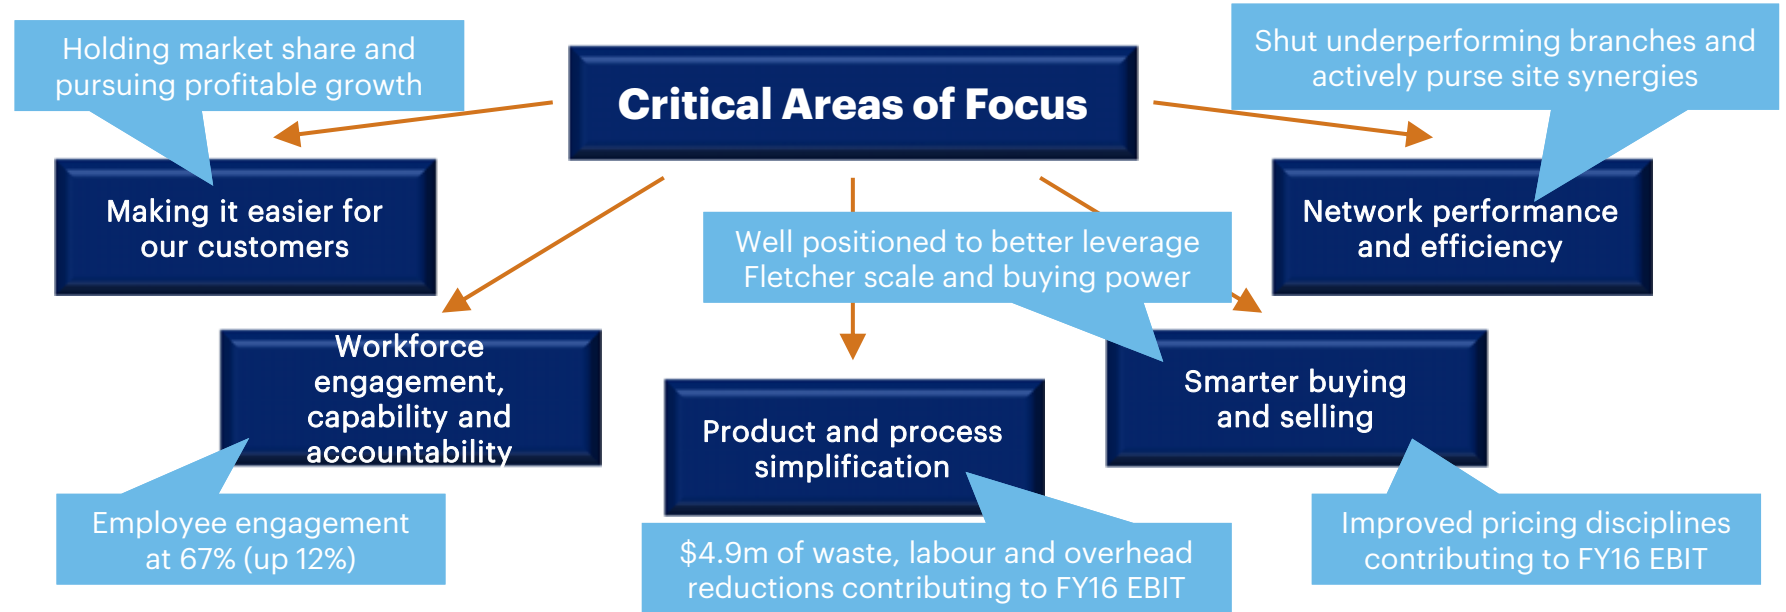 Holding market share and
pursuing profitable growth
Critical Areas of Focus
Shut underperforming branches and
actively purse site synergies
Making it easier for
our customers
Well positioned to better leverage
Fletcher scale and buying power
Network performance
and efficiency
Workforce
engagement,
capability and
accountability
Product and process
simplification
Smarter buying
and selling
Employee engagement
at 67% (up 12%)
$4.9m of waste, labour and overhead
reductions contributing to FY16 EBIT
Improved pricing disciplines
contributing to FY16 EBIT